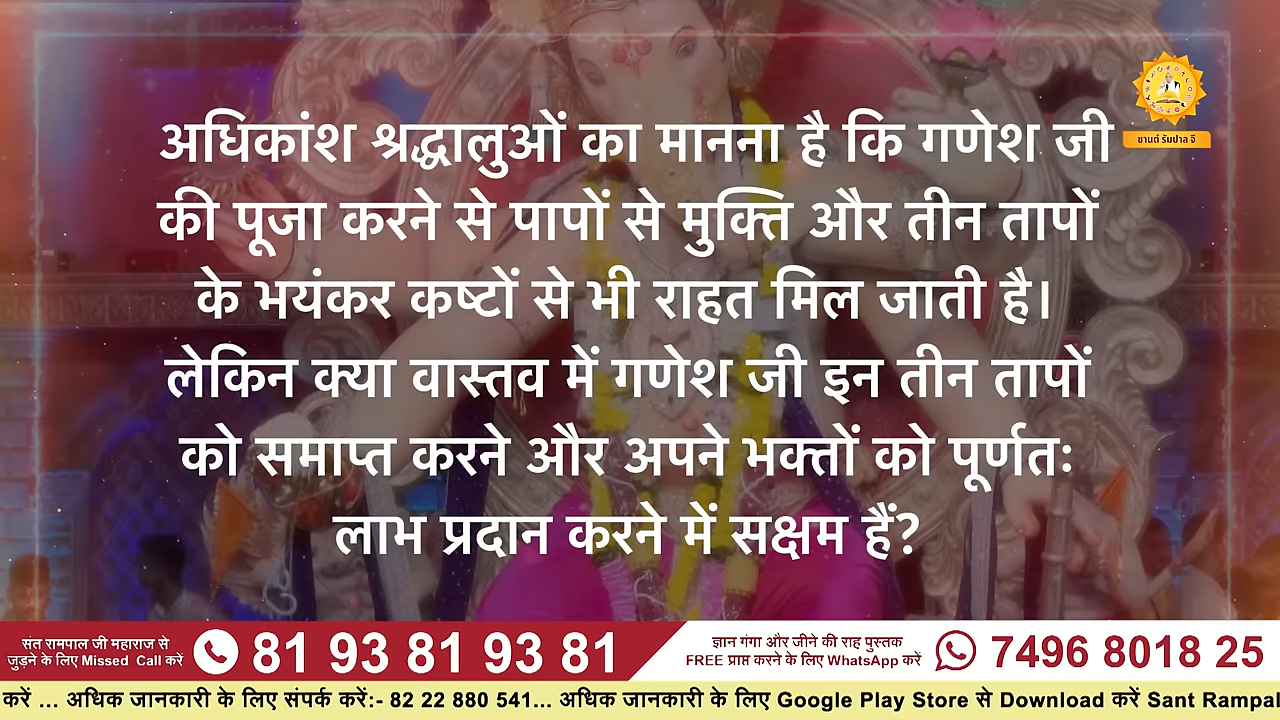 अधिकांश श्रद्धालुओं का मानना है कि गणेश जी
की पूजा करने से पापों से मुक्ति और तीन तापों
के भयंकर कष्टों से भी राहत मिल जाती है।
लेकिन क्या वास्तव में गणेश जी इन तीन तापों
को समाप्त करने और अपने भक्तों को पूर्णतः
लाभ प्रदान करने में सक्षम हैं?
संत रामपाल जी महाराज से
जुड़ने के लिए Missed Call करें
81 93 81 93 81
ज्ञान गंगा और जीने की राह पुस्तक
FREE प्राप्त करने के लिए WhatsApp करें
7496 8018 25
करें ... अधिक जानकारी के लिए संपर्क करें:- 82 22 880 541... अधिक जानकारी के लिए Google Play Store से Download करें Sant Rampal